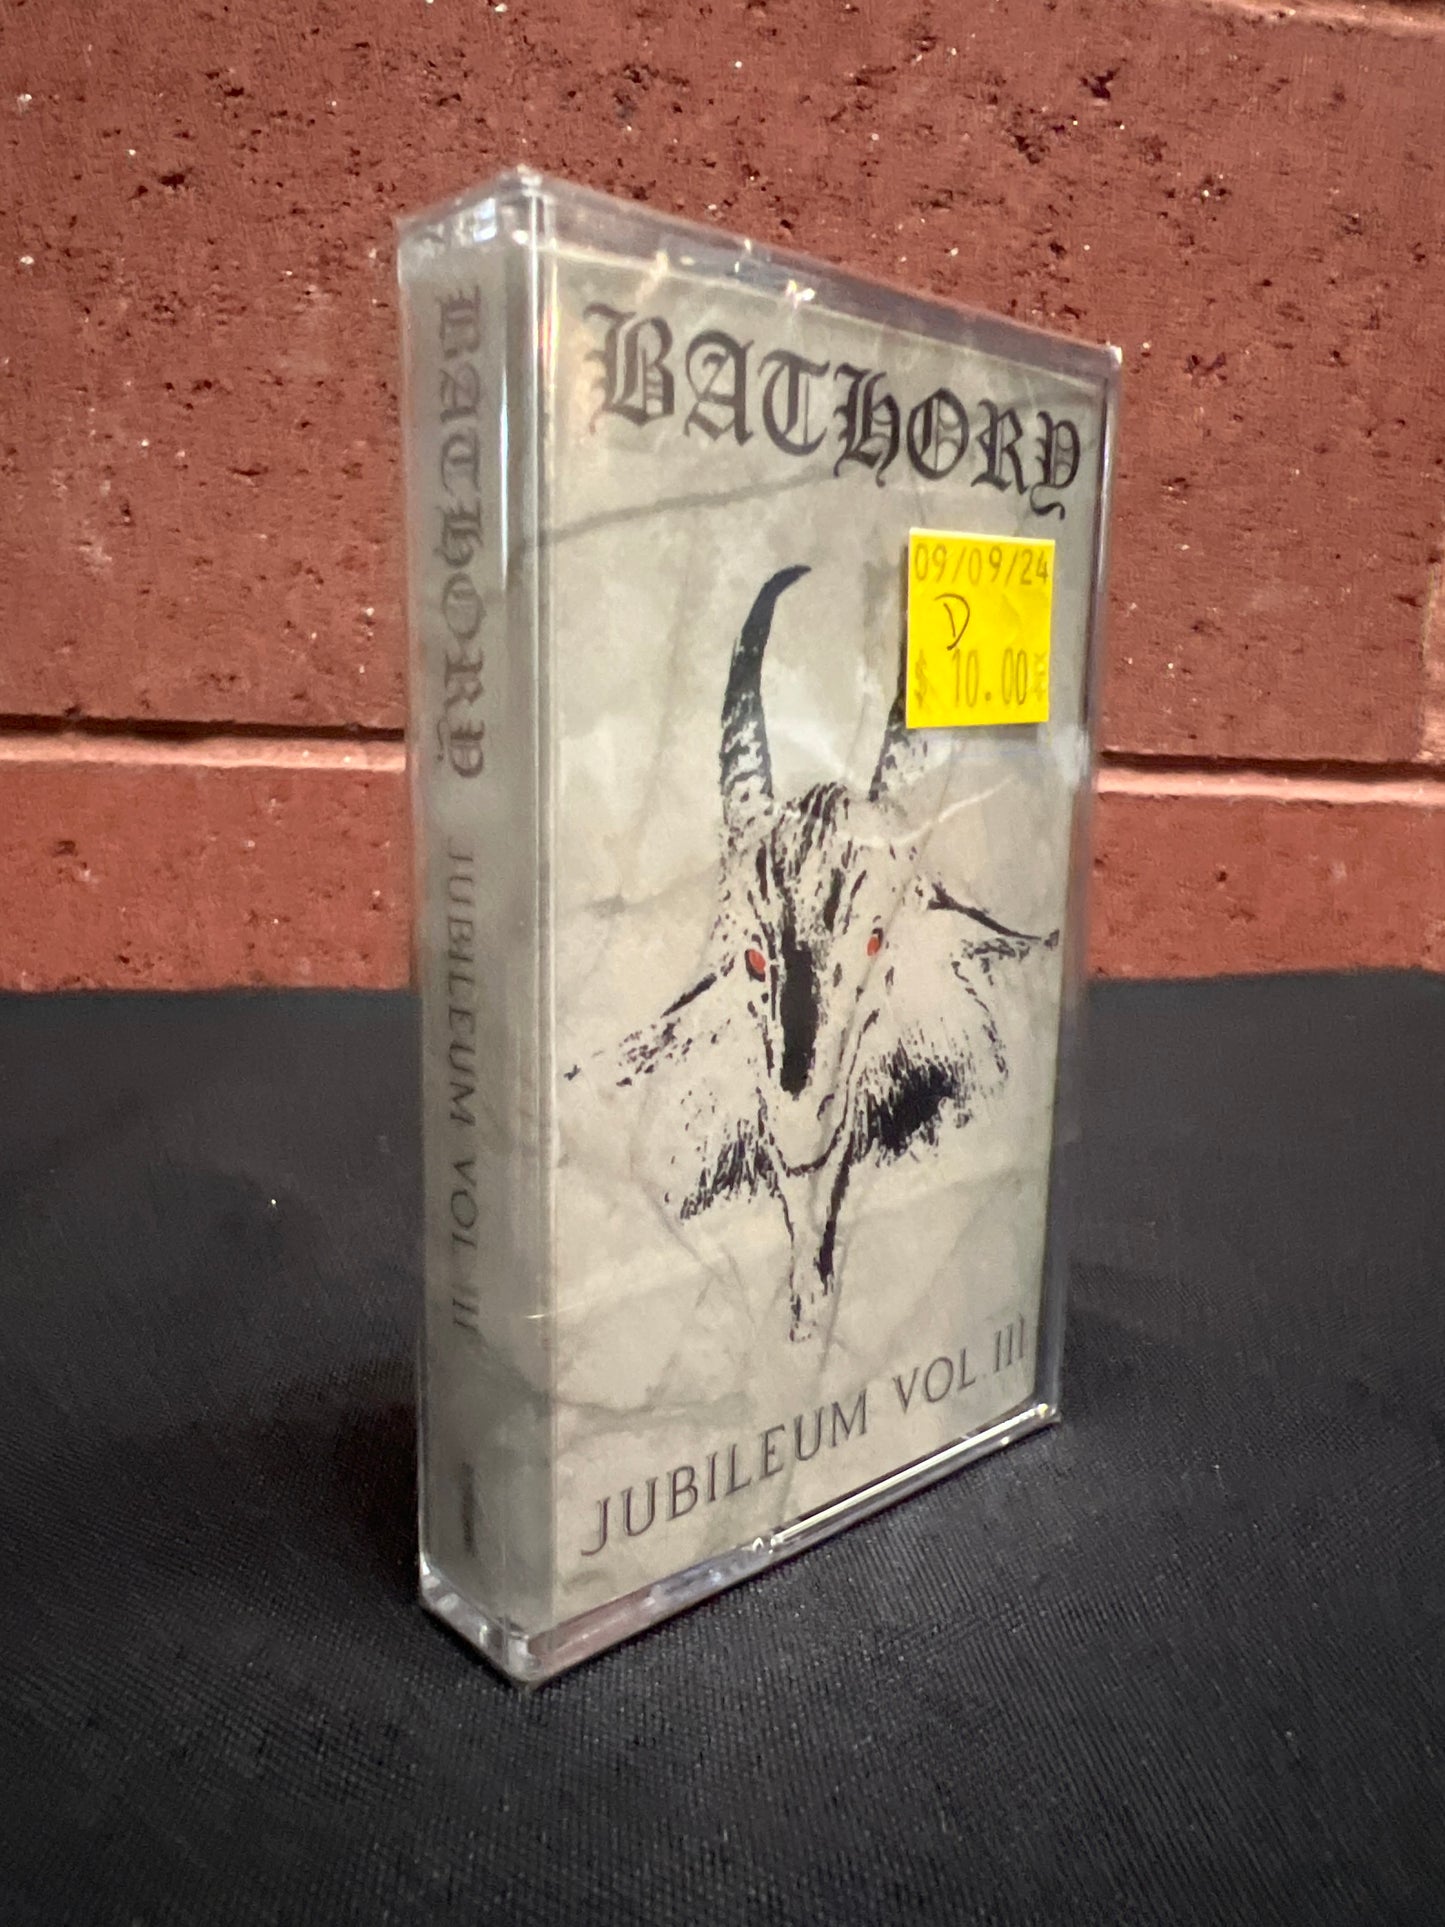 BATHORY JUBILEUM VOL III
BATHORY
09/09/24
D
$ 10.00
JUBILEUM VOL. III